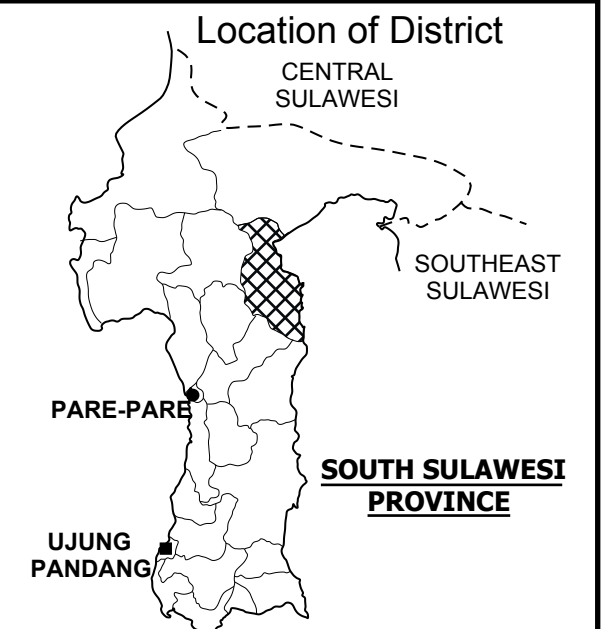 Location of District
CENTRAL
SULAWESI
SOUTHEAST
SULAWESI
PARE-PARE
SOUTH SULAWESI
PROVINCE
UJUNG
PANDANG